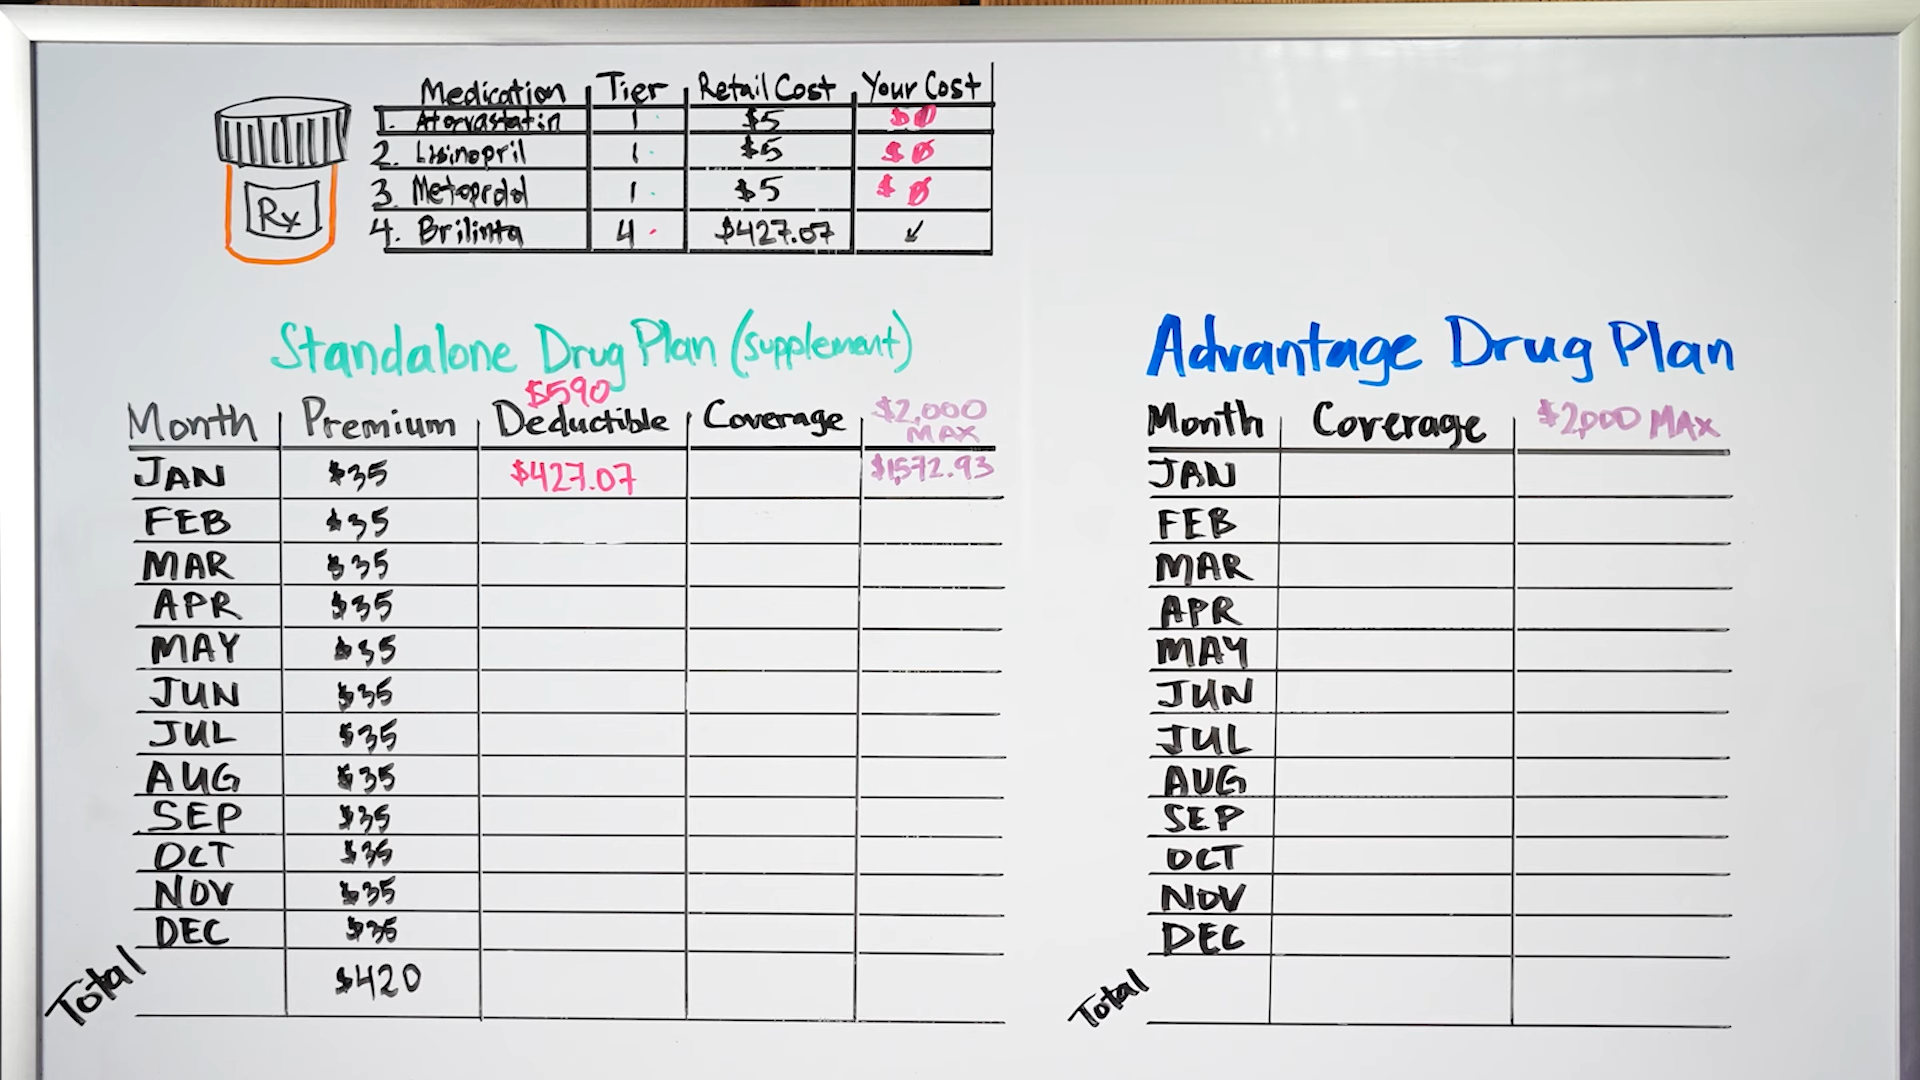 Medication Tier Retail Cost Your Cost
1. Atorvastatin 1 $5 $0
2. Lisinopril 1 $5 $0
3. Metoprolol 1 $5 $0
4. Brilinta 4 $427.07
Rx
Standalone Drug Plan (supplement)
$590
Month Premium Deductible Coverage $2,000 MAX
JAN $35 $427.07 $1572.93
FEB $35
MAR $35
APR $35
MAY $35
JUN $35
JUL $35
AUG $35
SEP $35
OCT $35
NOV $35
DEC $35
Total $420
Advantage Drug Plan
Month Coverage $2,000 MAX
JAN
FEB
MAR
APR
MAY
JUN
JUL
AUG
SEP
OCT
NOV
DEC
Total